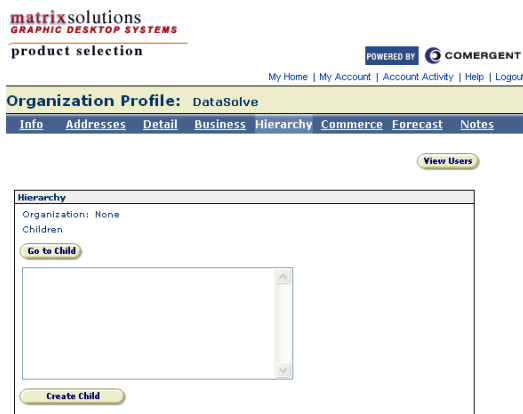 matrixsolutions
GRAPHIC DESKTOP SYSTEMS
product selection
POWERED BY COMERGENT
My Home | My Account | Account Activity | Help | Logout
Organization Profile: DataSolve
Info Addresses Detail Business Hierarchy Commerce Forecast Notes
View Users
Hierarchy
Organization: None
Children
Go to Child
Create Child